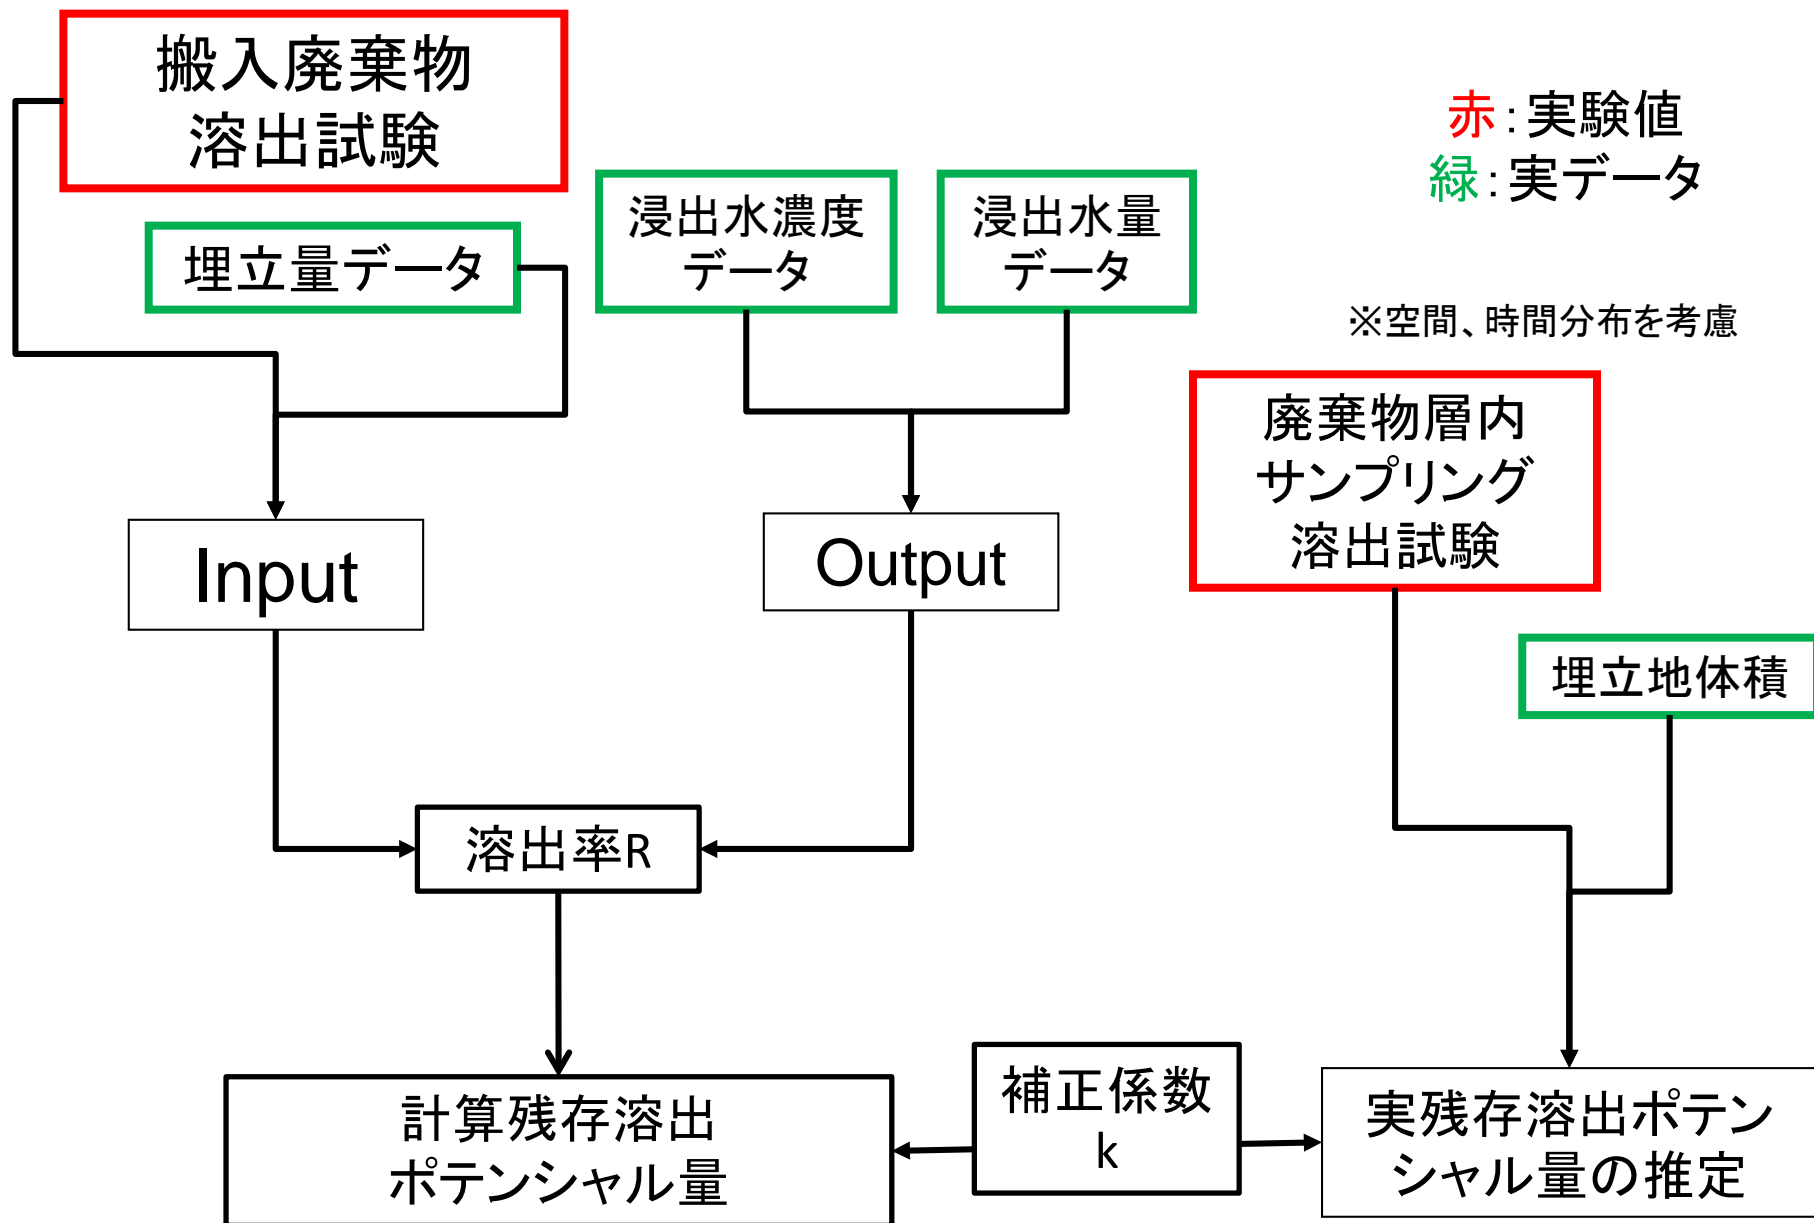 搬入廃棄物
溶出試験
赤：実験値
緑：実データ
浸出水濃度
データ
浸出水量
データ
埋立量データ
※空間、時間分布を考慮
廃棄物層内
サンプリング
溶出試験
Input
Output
埋立地体積
溶出率R
計算残存溶出
ポテンシャル量
補正係数
k
実残存溶出ポテン
シャル量の推定